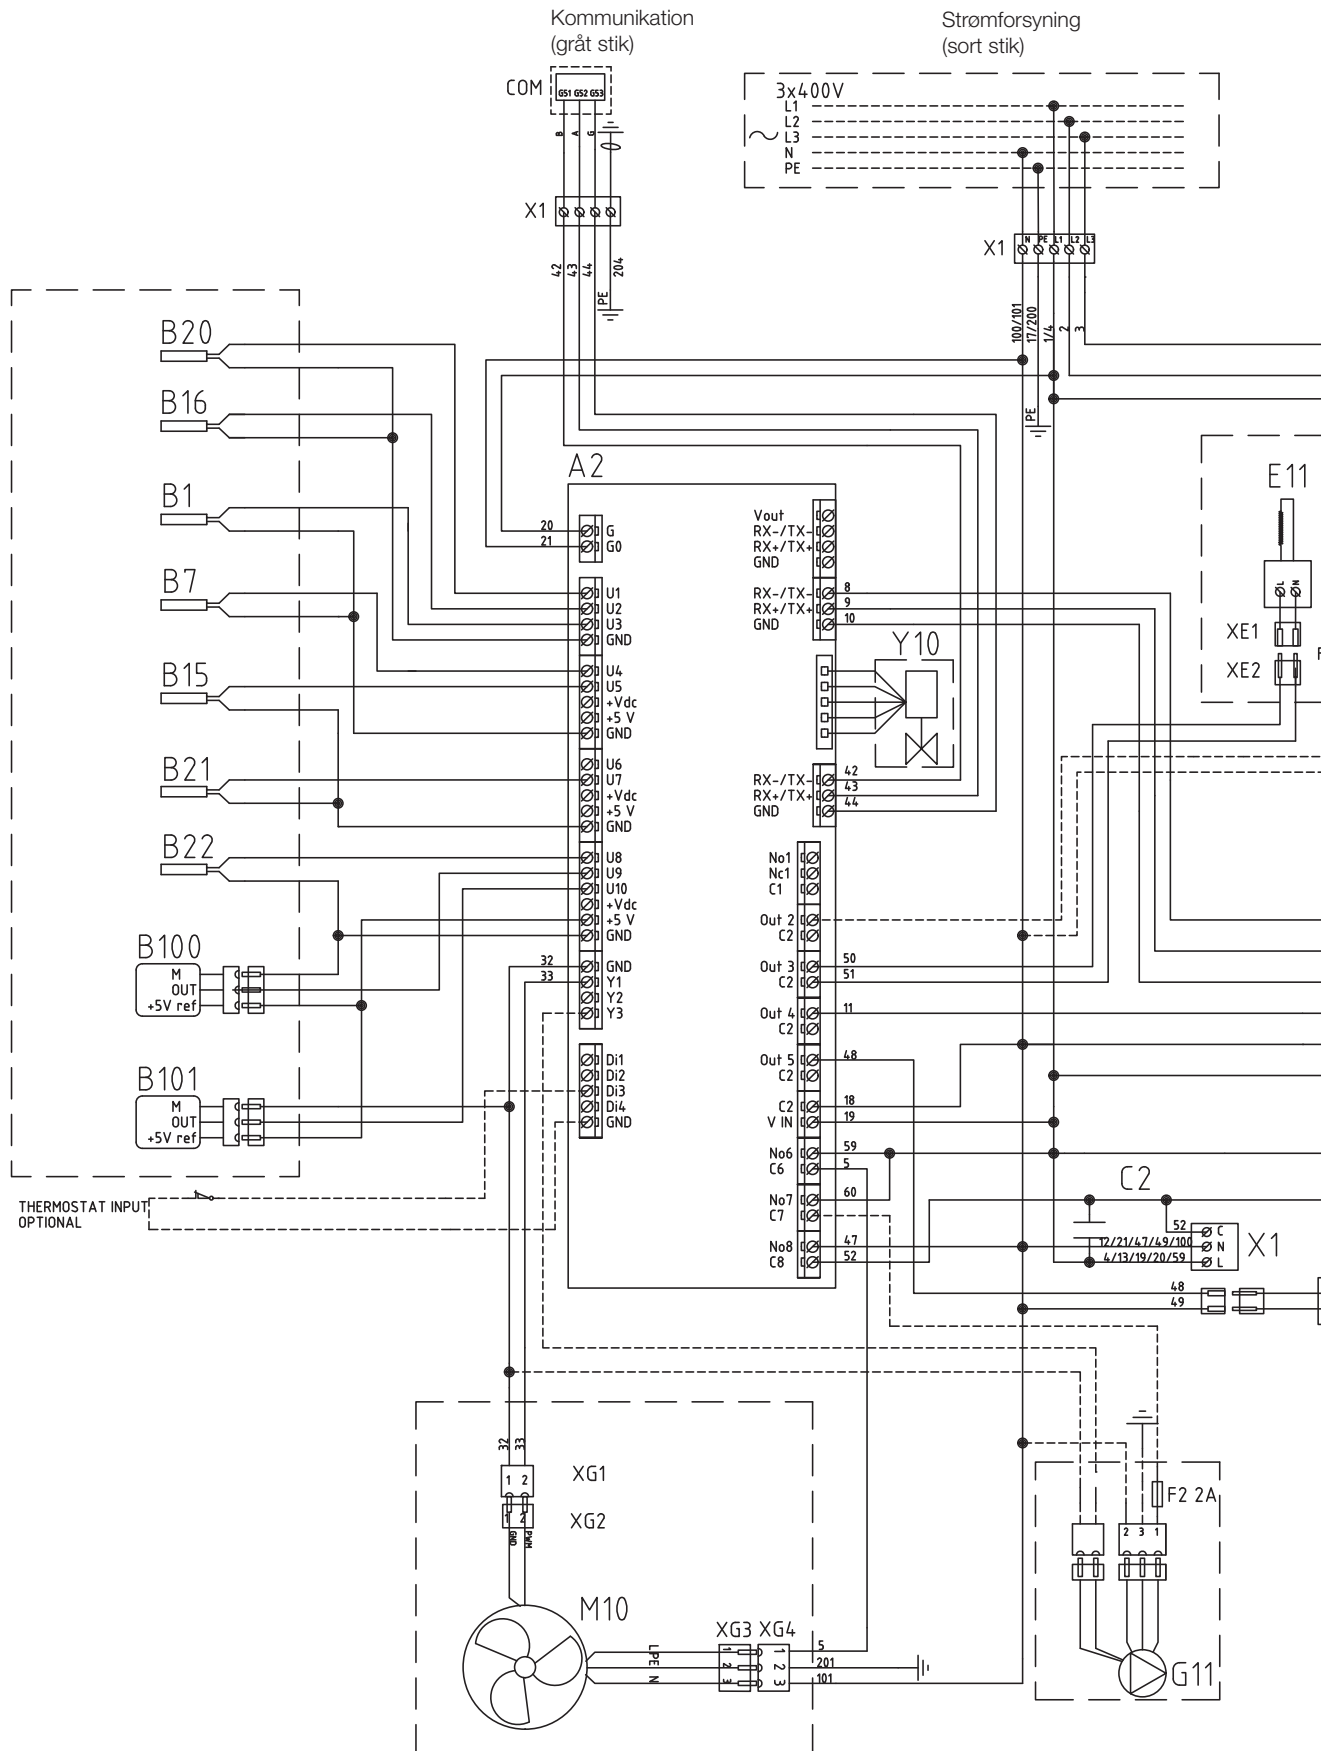 Kommunikation
(gråt stik)
Strømforsyning
(sort stik)
COM
GS1 GS2 GS3
B A G
X1
42 43 44 PE 204
3x400V
L1
L2
L3
N
PE
X1
N PE L1 L2 L3
100/101 17/200 1/4 2 3
PE
B20
B16
B1
B7
B15
B21
B22
B100
M
OUT
+5V ref
B101
M
OUT
+5V ref
THERMOSTAT INPUT
OPTIONAL
A2
20 G
21 G0
U1
U2
U3
GND
U4
U5
+Vdc
+5 V
GND
U6
U7
+Vdc
+5 V
GND
U8
U9
U10
+Vdc
+5 V
GND
32 GND
33 Y1
Y2
Y3
Di1
Di2
Di3
Di4
GND
Vout
RX-/TX-
RX+/TX+
GND
RX-/TX- 8
RX+/TX+ 9
GND 10
Y10
RX-/TX- 42
RX+/TX+ 43
GND 44
No1
Nc1
C1
Out 2
C2
Out 3 50
C2 51
Out 4 11
C2
Out 5 48
C2
C2 18
V IN 19
No6 59
C6 5
No7 60
C7
No8 47
C8 52
E11
L N
XE1
XE2
F
C2
52 C
12/21/47/49/100 N
4/13/19/20/59 L
X1
48
49
32 33
1 2
XG1
1 2
XG2
GND PWM
M10
L PE N
XG3 XG4
1 1 5
2 2 201
3 3 101
F2 2A
2 3 1
G11